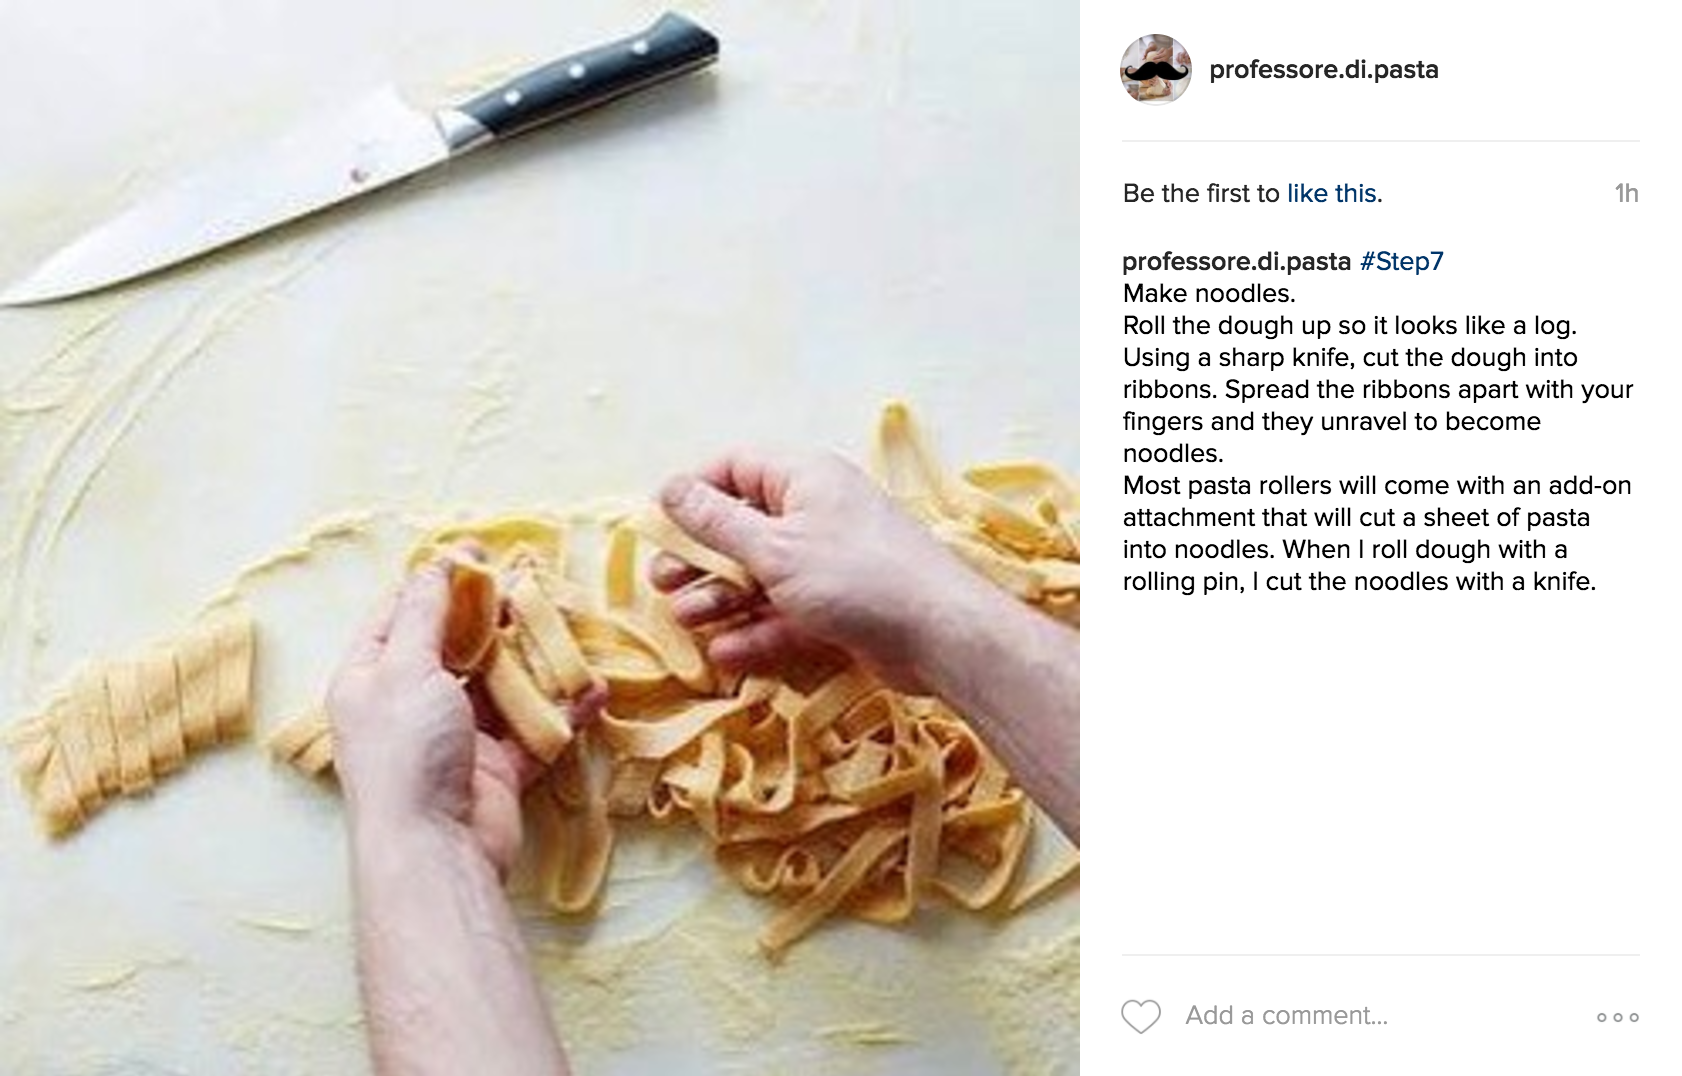 professore.di.pasta
Be the first to like this.
1h
professore.di.pasta #Step7
Make noodles.
Roll the dough up so it looks like a log.
Using a sharp knife, cut the dough into
ribbons. Spread the ribbons apart with your
fingers and they unravel to become
noodles.
Most pasta rollers will come with an add-on
attachment that will cut a sheet of pasta
into noodles. When I roll dough with a
rolling pin, I cut the noodles with a knife.
Add a comment...